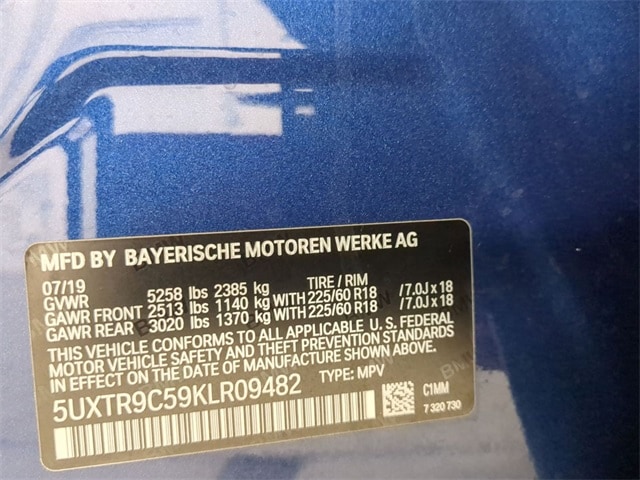 MFD BY BAYERISCHE MOTOREN WERKE AG
07/19 TIRE / RIM
GVWR 5258 lbs 2385 kg
GAWR FRONT 2513 lbs 1140 kg WITH 225/60 R18 / 7.0J x 18
GAWR REAR 3020 lbs 1370 kg WITH 225/60 R18 / 7.0J x 18
THIS VEHICLE CONFORMS TO ALL APPLICABLE U.S. FEDERAL
MOTOR VEHICLE SAFETY AND THEFT PREVENTION STANDARDS
IN EFFECT ON THE DATE OF MANUFACTURE SHOWN ABOVE.
5UXTR9C59KLR09482 TYPE: MPV
C1MM
7 320 730